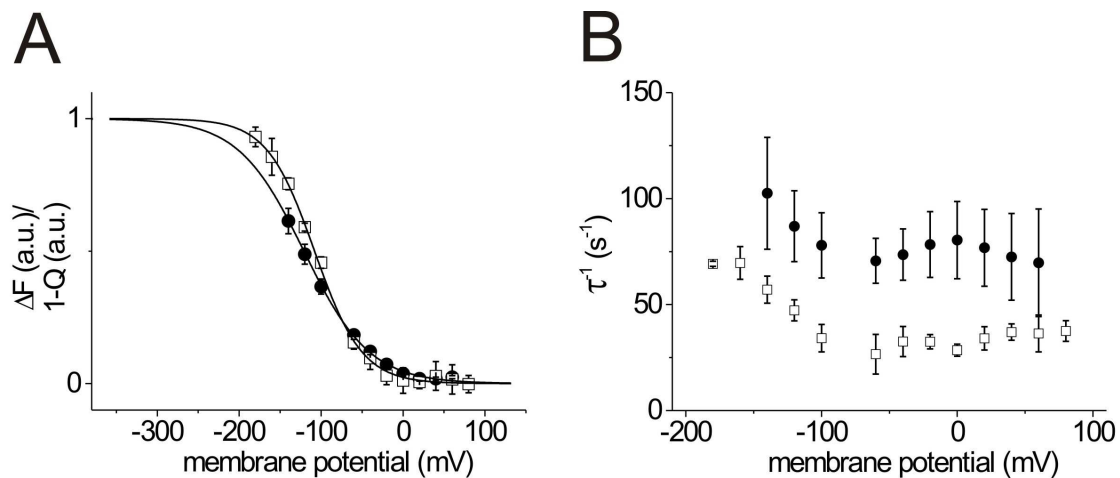 A
ΔF (a.u.)/
1-Q (a.u.)
1
0
-300 -200 -100 0 100
membrane potential (mV)
B
τ⁻¹ (s⁻¹)
150
100
50
0
-200 -100 0 100
membrane potential (mV)